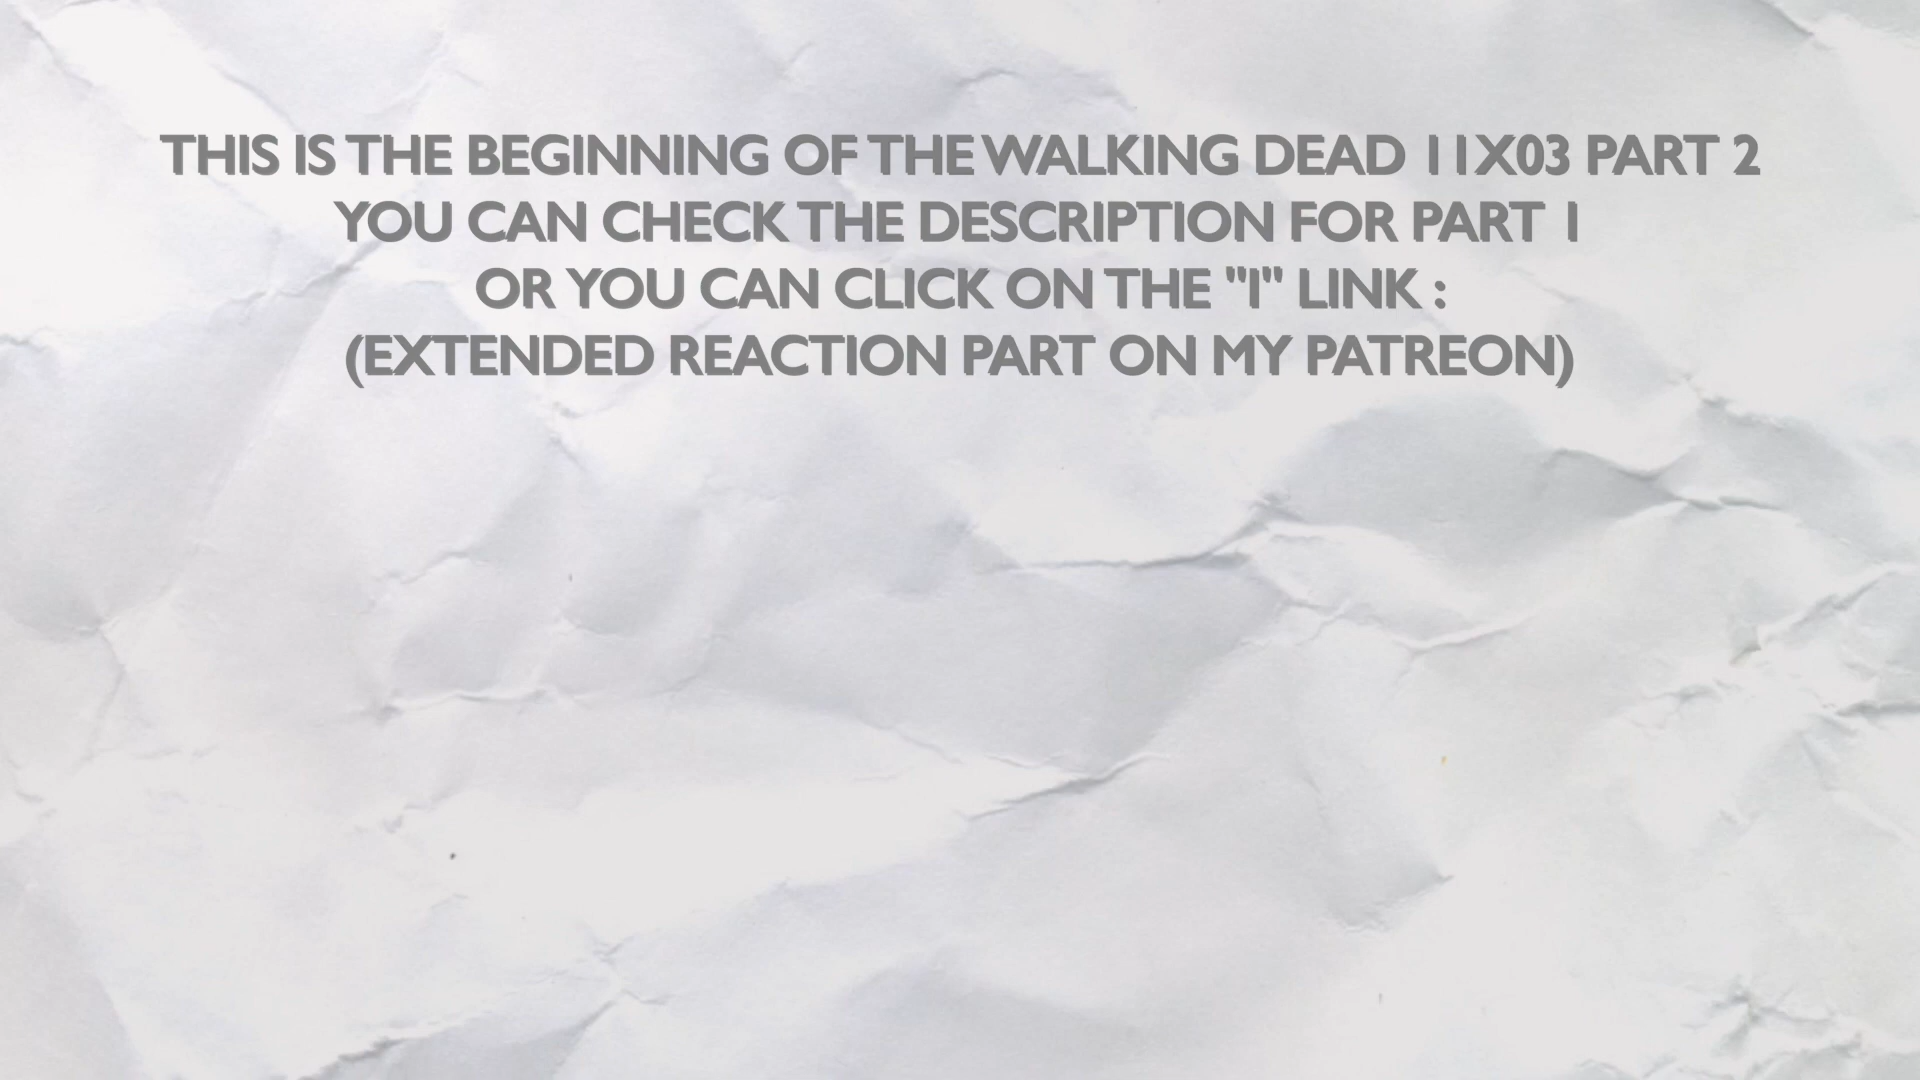 THIS IS THE BEGINNING OF THE WALKING DEAD 11X03 PART 2
YOU CAN CHECK THE DESCRIPTION FOR PART 1
OR YOU CAN CLICK ON THE "I" LINK :
(EXTENDED REACTION PART ON MY PATREON)